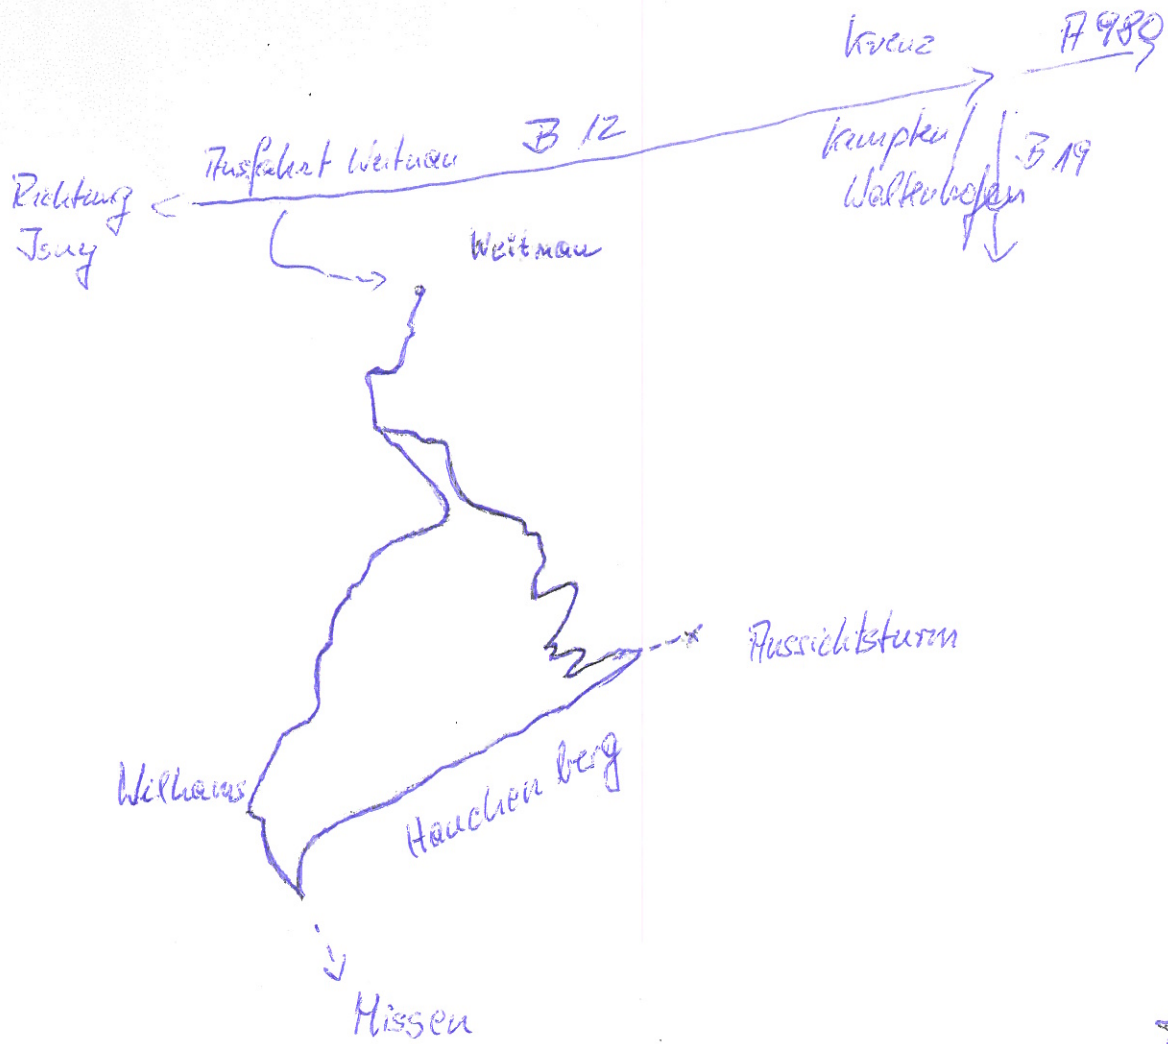 Kreuz
A 980
Ausfahrt Weitnau
B 12
Kempten
Waltenhofen
B 19
Richtung
Isny
Weitnau
Aussichtsturm
Wilhams
Hauchenberg
Missen